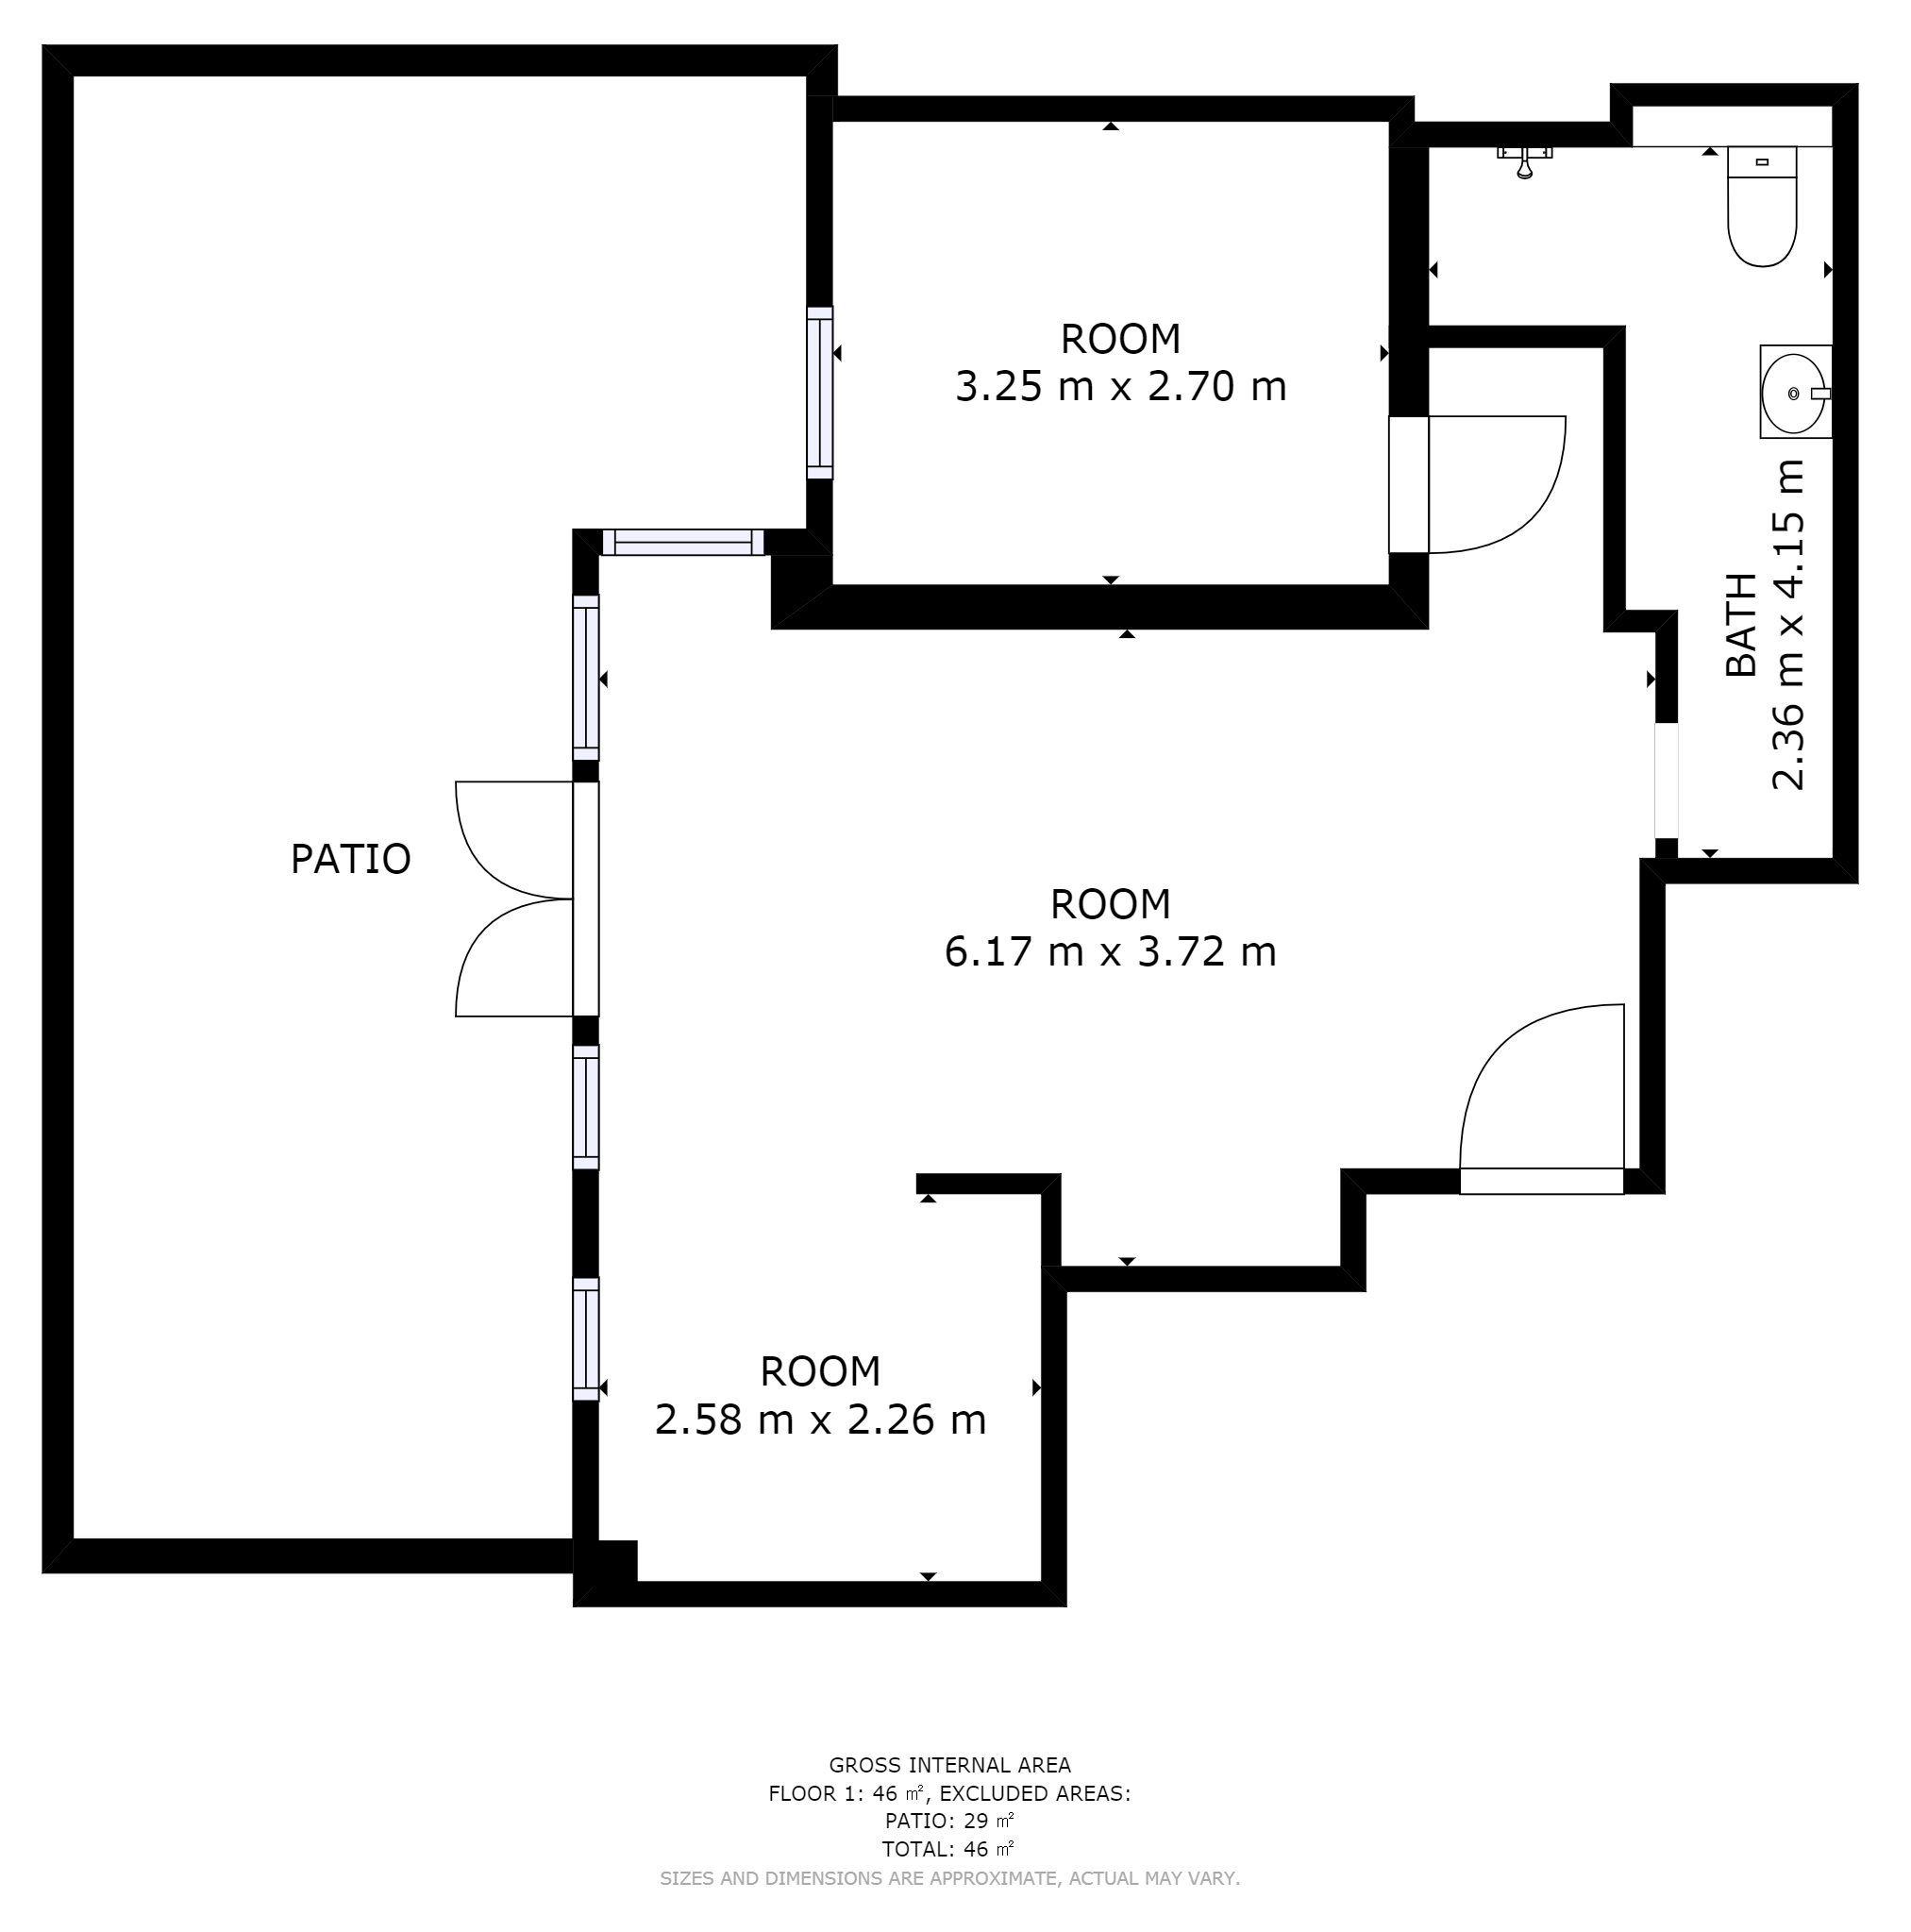 ROOM
3.25 m x 2.70 m
BATH
2.36 m x 4.15 m
PATIO
ROOM
6.17 m x 3.72 m
ROOM
2.58 m x 2.26 m
GROSS INTERNAL AREA
FLOOR 1: 46 ㎡, EXCLUDED AREAS:
PATIO: 29 ㎡
TOTAL: 46 ㎡
SIZES AND DIMENSIONS ARE APPROXIMATE, ACTUAL MAY VARY.